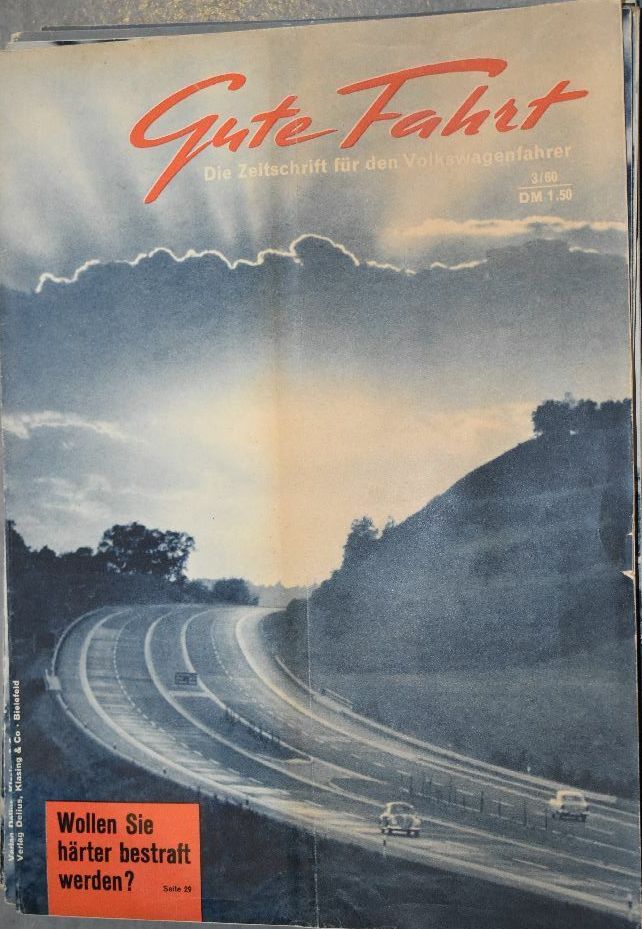 Gute Fahrt
Die Zeitschrift für den Volkswagenfahrer
3/60
DM 1.50
Verlag Delius, Klasing & Co · Bielefeld
Wollen Sie
härter bestraft
werden?
Seite 29